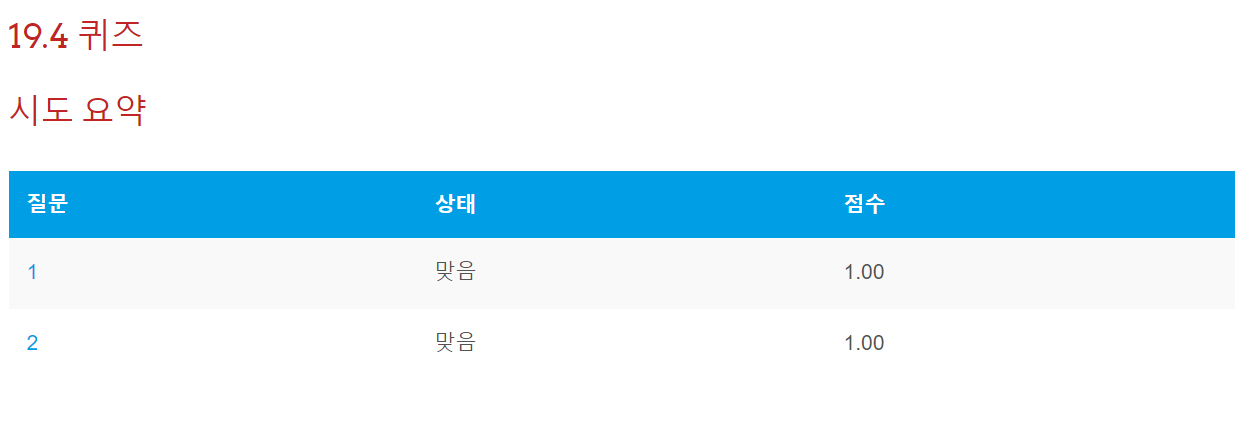 19.4 퀴즈
시도 요약
질문 상태 점수
1 맞음 1.00
2 맞음 1.00